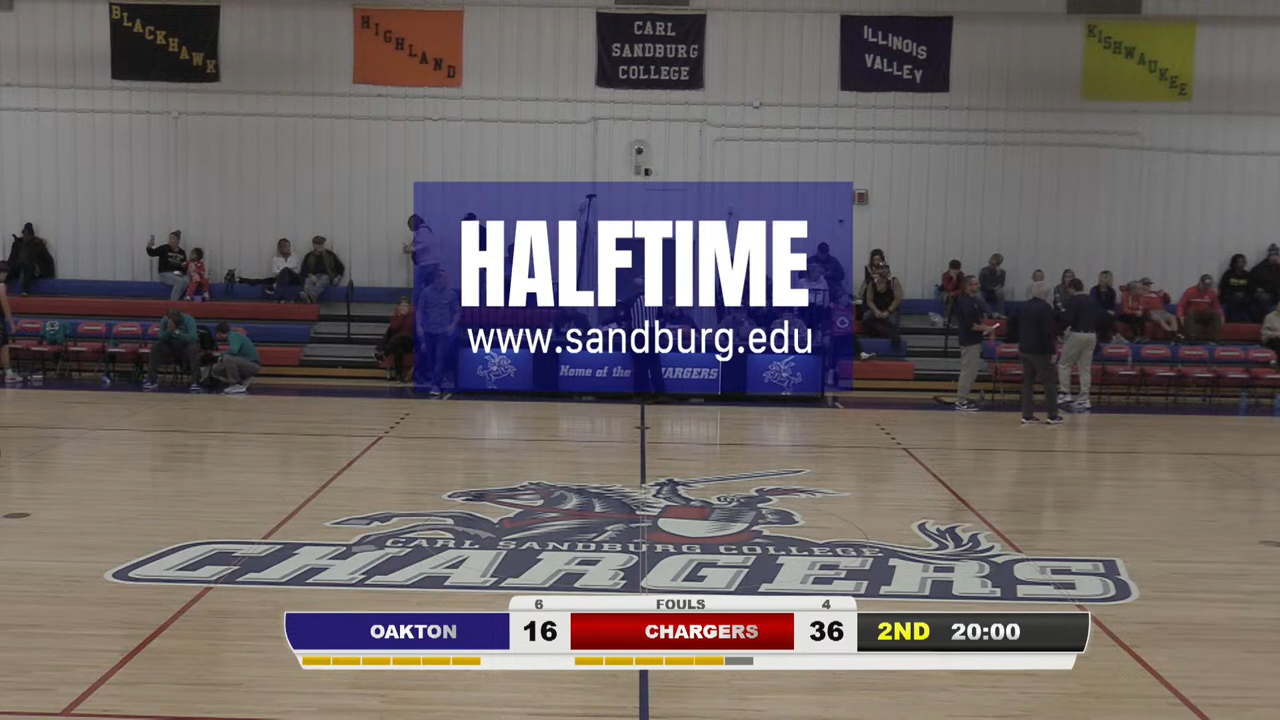 BLACKHAWK
HIGHLAND
CARL
SANDBURG
COLLEGE
ILLINOIS
VALLEY
KISHWAUKEE
HALFTIME
www.sandburg.edu
Home of the CHARGERS
CARL SANDBURG COLLEGE
CHARGERS
6 FOULS 4
OAKTON 16 CHARGERS 36 2ND 20:00